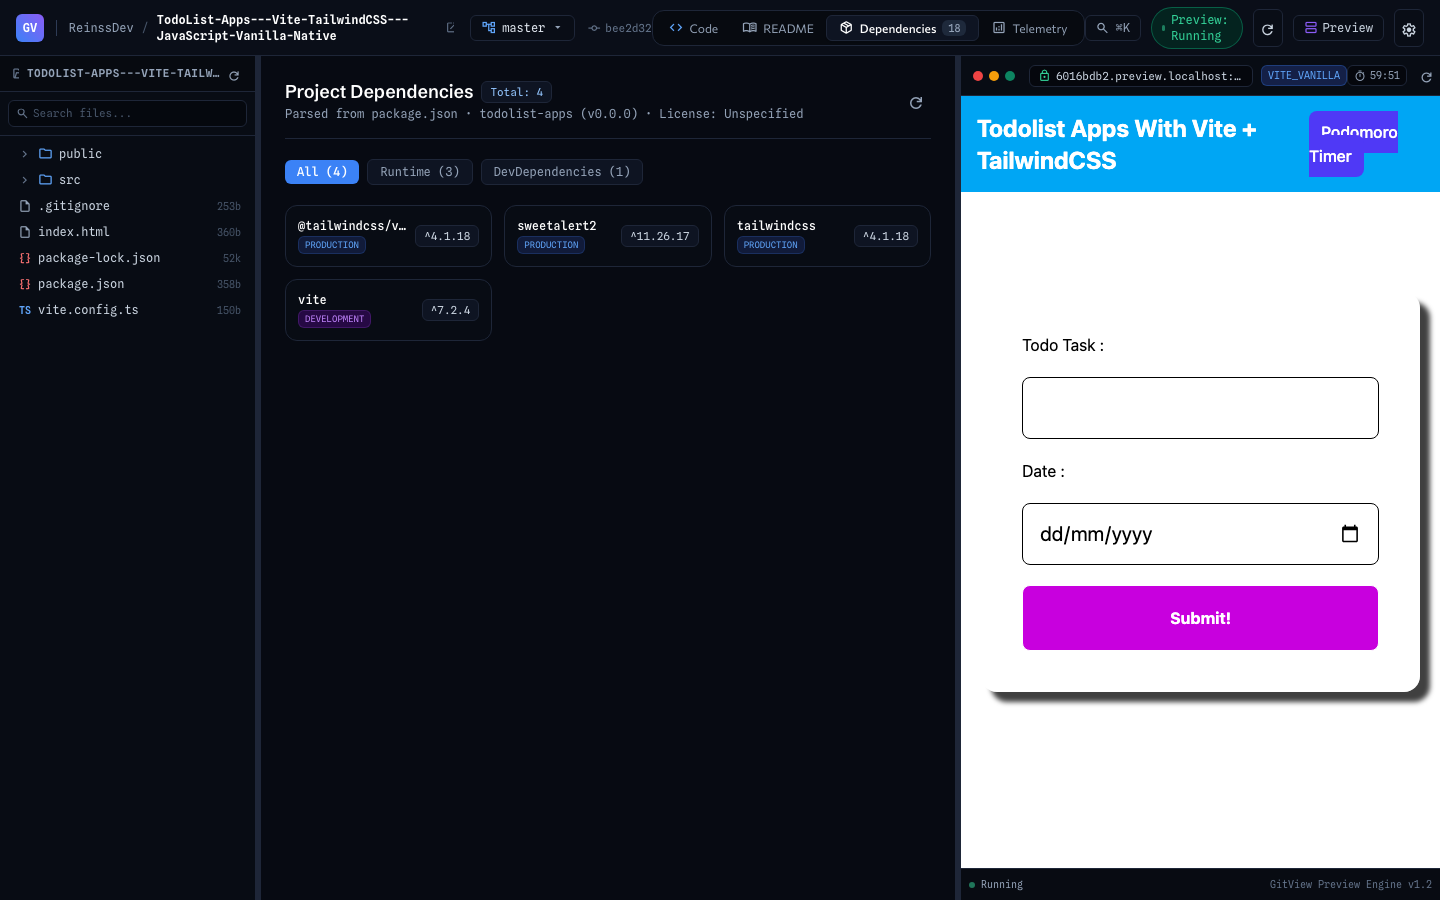 GV
ReinssDev / TodoList-Apps---Vite-TailwindCSS---
JavaScript-Vanilla-Native
master
bee2d32
Code
README
Dependencies 18
Telemetry
⌘K
Preview:
Running
Preview
TODOLIST-APPS---VITE-TAILW…
Search files...
public
src
.gitignore 253b
index.html 360b
{} package-lock.json 52k
{} package.json 358b
TS vite.config.ts 150b
Project Dependencies Total: 4
Parsed from package.json · todolist-apps (v0.0.0) · License: Unspecified
All (4) Runtime (3) DevDependencies (1)
@tailwindcss/v… ^4.1.18
PRODUCTION
sweetalert2 ^11.26.17
PRODUCTION
tailwindcss ^4.1.18
PRODUCTION
vite ^7.2.4
DEVELOPMENT
6016bdb2.preview.localhost:… VITE_VANILLA 59:51
Todolist Apps With Vite +
TailwindCSS
Podomoro
Timer
Todo Task :
Date :
dd/mm/yyyy
Submit!
Running
GitView Preview Engine v1.2